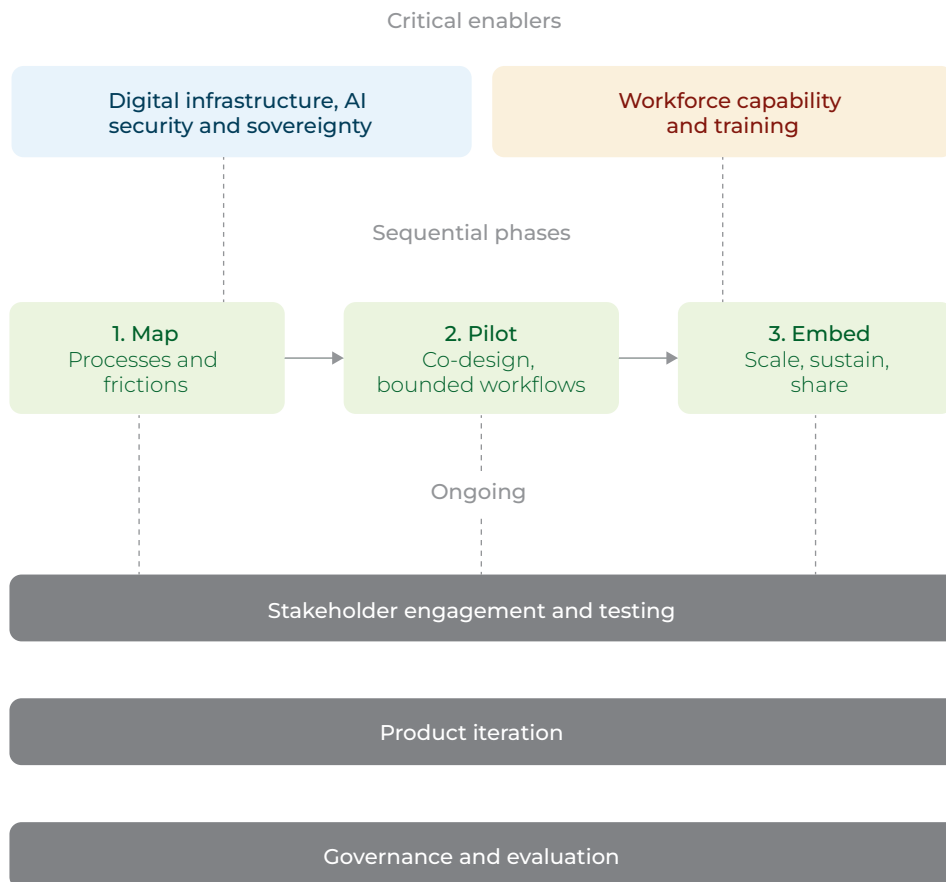 Critical enablers
Digital infrastructure, AI
security and sovereignty
Workforce capability
and training
Sequential phases
1. Map
Processes and
frictions
2. Pilot
Co-design,
bounded workflows
3. Embed
Scale, sustain,
share
Ongoing
Stakeholder engagement and testing
Product iteration
Governance and evaluation